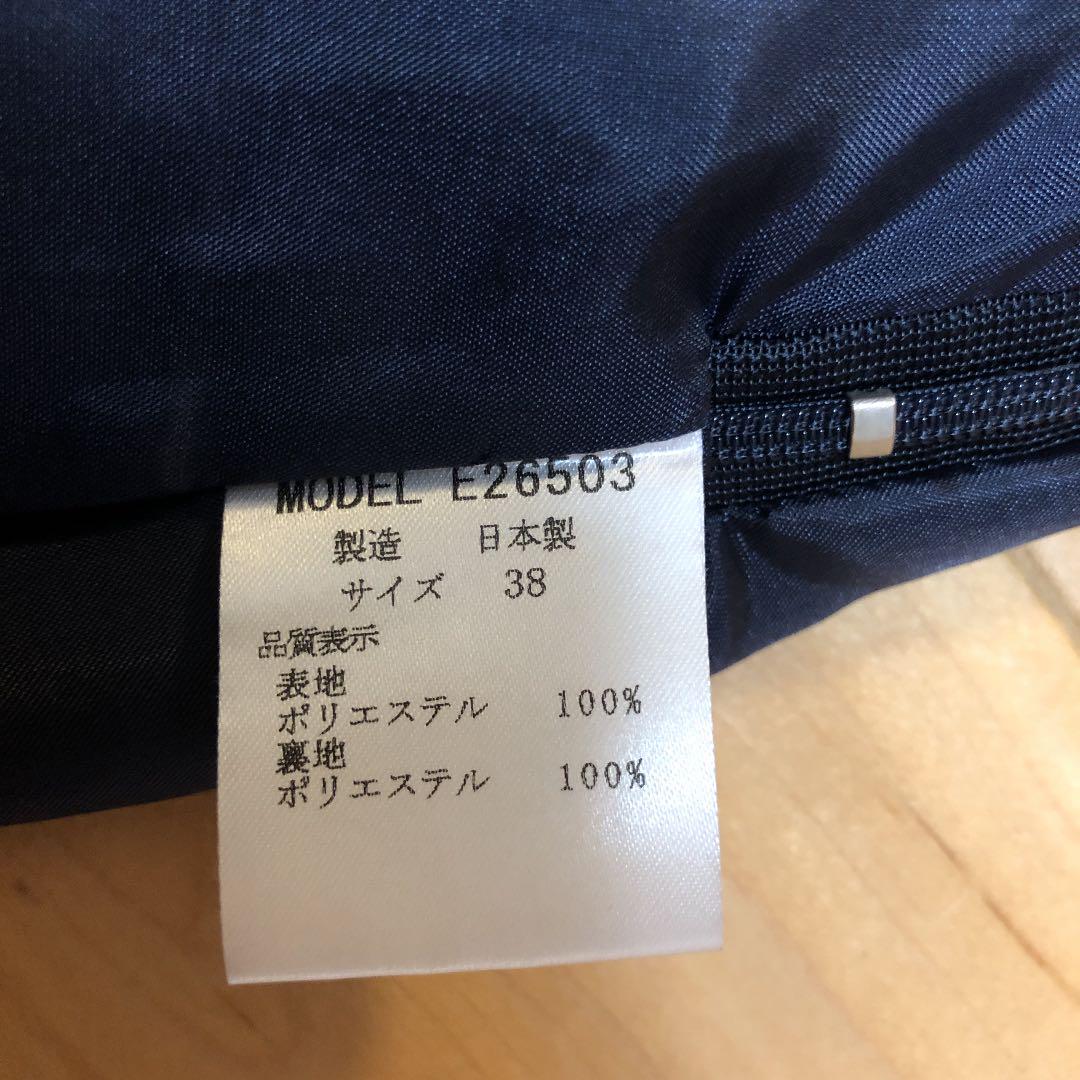 MODEL E26503
製造 日本製
サイズ 38
品質表示
表地
ポリエステル 100%
裏地
ポリエステル 100%